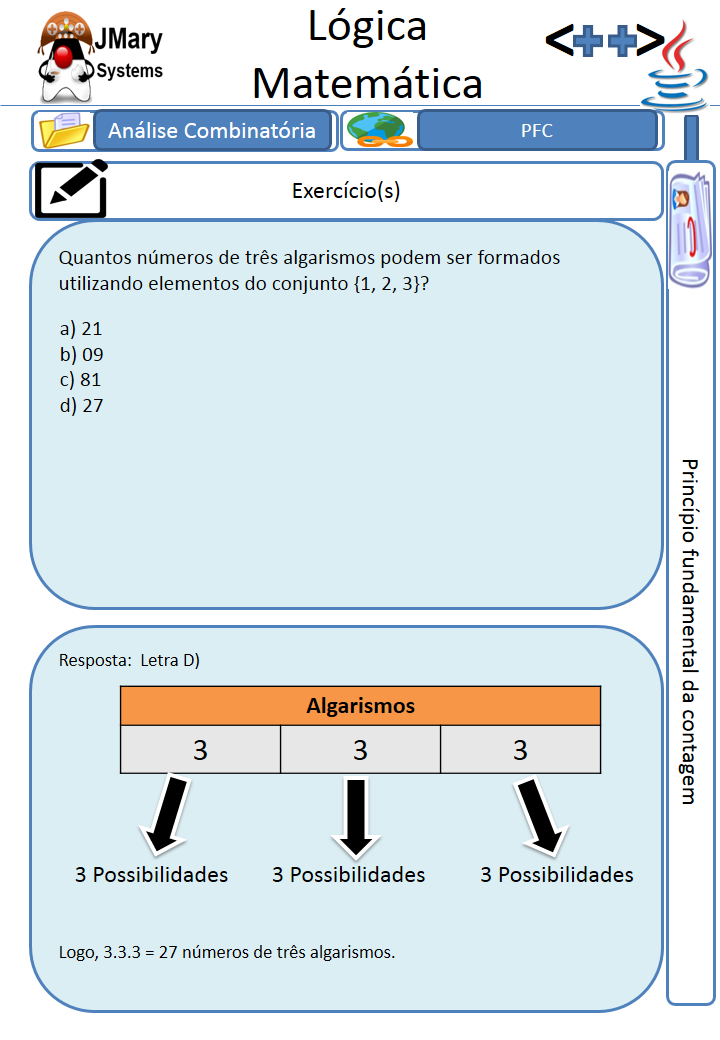 JMary
Systems
Lógica
Matemática
<++>
Análise Combinatória
PFC
Exercício(s)
Quantos números de três algarismos podem ser formados
utilizando elementos do conjunto {1, 2, 3}?
a) 21
b) 09
c) 81
d) 27
Princípio fundamental da contagem
Resposta:  Letra D)
Algarismos
3 3 3
3 Possibilidades 3 Possibilidades 3 Possibilidades
Logo, 3.3.3 = 27 números de três algarismos.